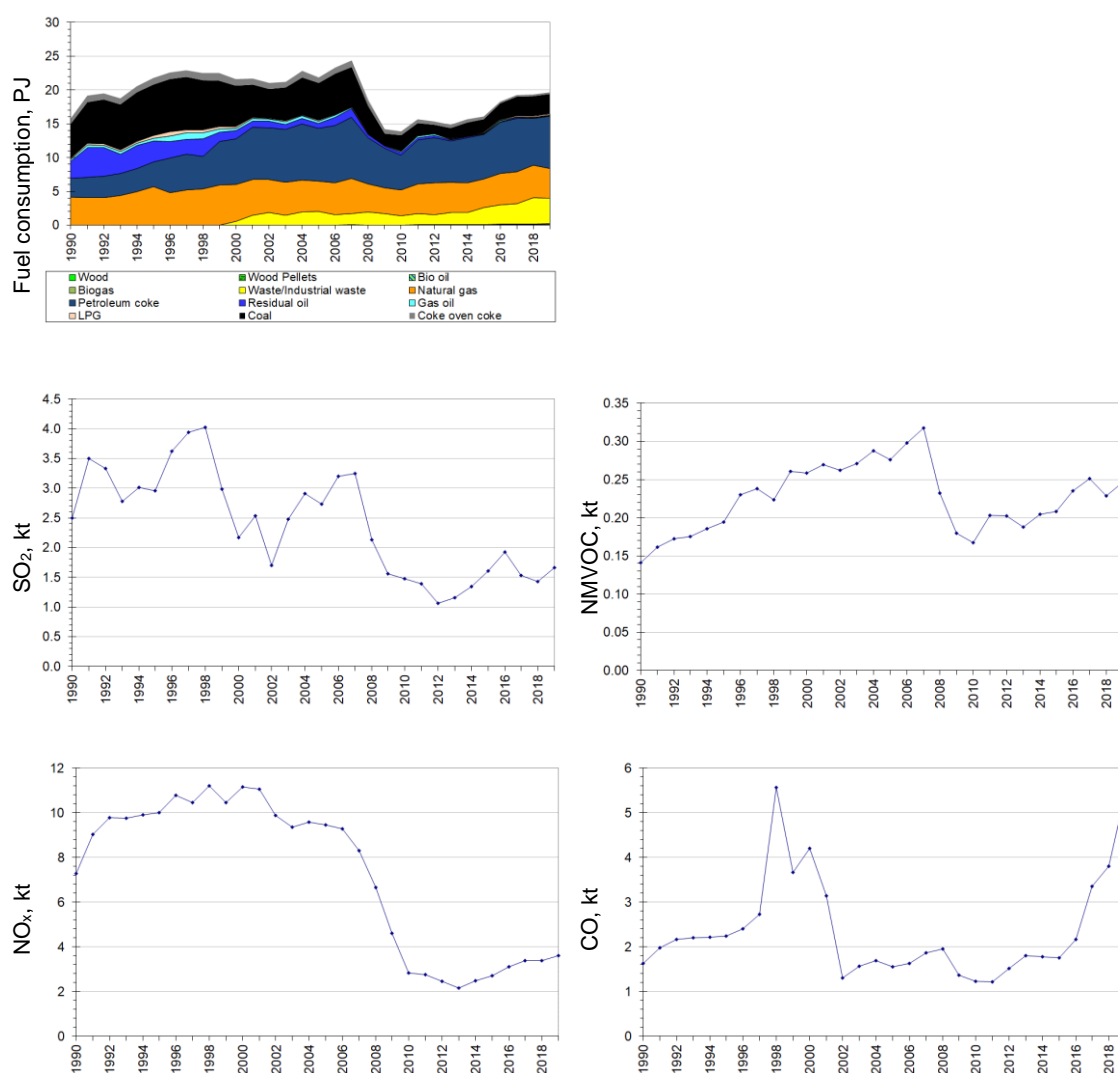 Fuel consumption, PJ
30
25
20
15
10
5
0
1990 1992 1994 1996 1998 2000 2002 2004 2006 2008 2010 2012 2014 2016 2018
Wood Wood Pellets Bio oil
Biogas Waste/Industrial waste Natural gas
Petroleum coke Residual oil Gas oil
LPG Coal Coke oven coke
SO₂, kt
4.5
4.0
3.5
3.0
2.5
2.0
1.5
1.0
0.5
0.0
1990 1992 1994 1996 1998 2000 2002 2004 2006 2008 2010 2012 2014 2016 2018
NMVOC, kt
0.35
0.30
0.25
0.20
0.15
0.10
0.05
0.00
1990 1992 1994 1996 1998 2000 2002 2004 2006 2008 2010 2012 2014 2016 2018
NOₓ, kt
12
10
8
6
4
2
0
1990 1992 1994 1996 1998 2000 2002 2004 2006 2008 2010 2012 2014 2016 2018
CO, kt
6
5
4
3
2
1
0
1990 1992 1994 1996 1998 2000 2002 2004 2006 2008 2010 2012 2014 2016 2018